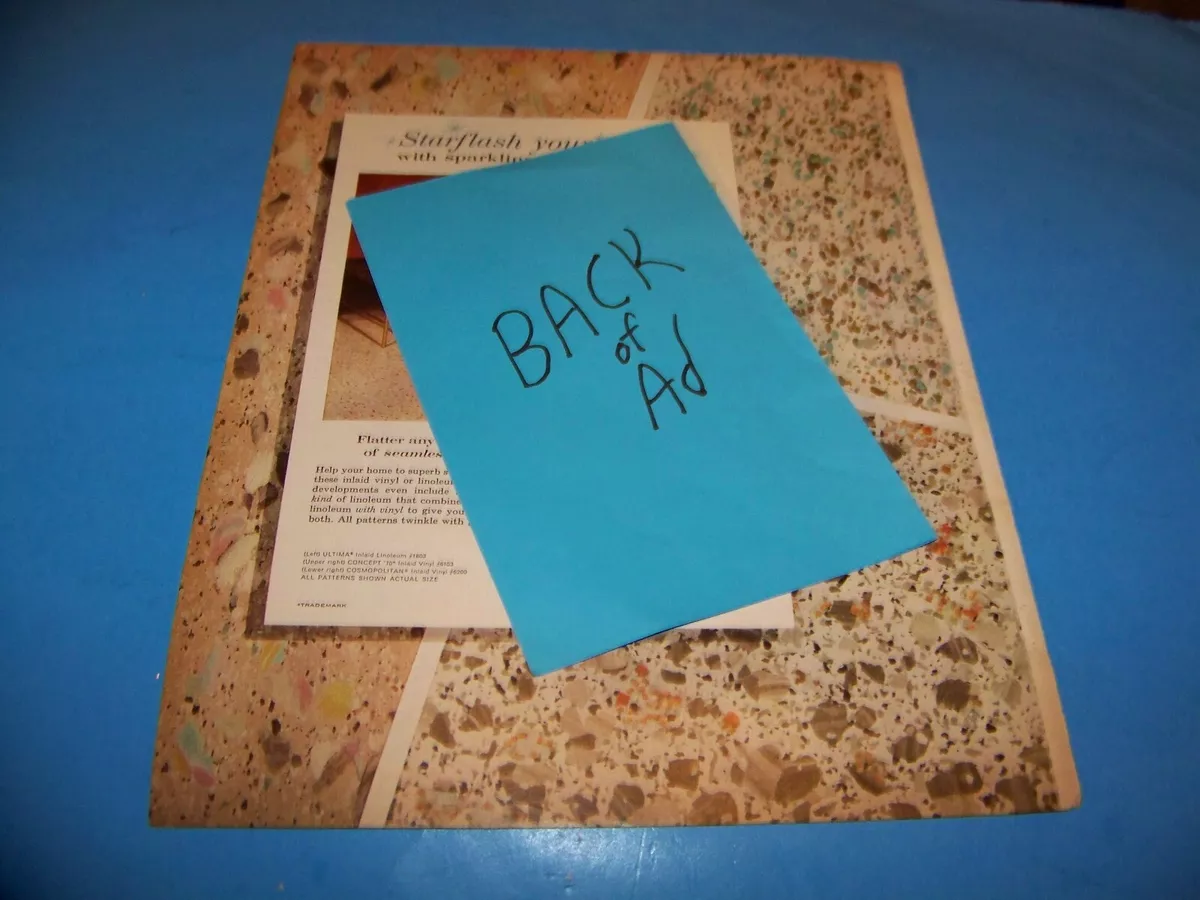 Starflash your
with sparklin
BACK
of
Ad
Flatter any
of seamles
Help your home to superb s
these inlaid vinyl or linoleu
developments even include
kind of linoleum that combine
linoleum with vinyl to give you
both. All patterns twinkle with
(Left) ULTIMA* Inlaid Linoleum 21603
(Upper right) CONCEPT "70" Inlaid Vinyl 26103
(Lower right) COSMOPOLITAN* Inlaid Vinyl 26000
ALL PATTERNS SHOWN ACTUAL SIZE
*TRADEMARK